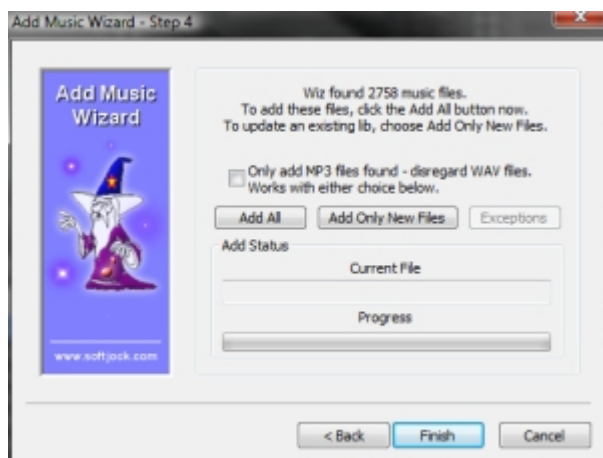 Add Music Wizard - Step 4
Add Music
Wizard
www.softjock.com
Wiz found 2758 music files.
To add these files, click the Add All button now.
To update an existing lib, choose Add Only New Files.
Only add MP3 files found - disregard WAV files.
Works with either choice below.
Add All
Add Only New Files
Exceptions
Add Status
Current File
Progress
< Back
Finish
Cancel